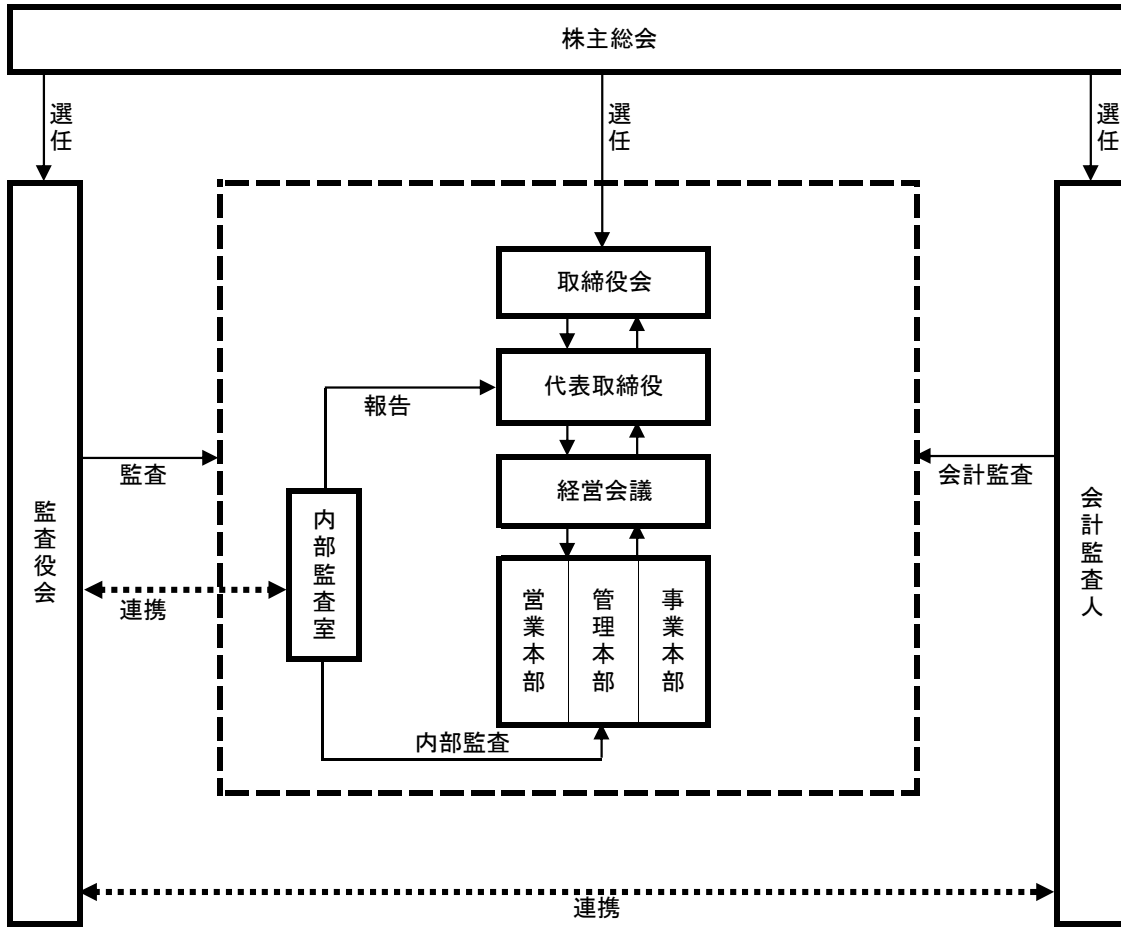 株主総会
選任
選任
選任
取締役会
代表取締役
報告
経営会議
監査
会計監査
監査役会
内部監査室
会計監査人
連携
営業本部
管理本部
事業本部
内部監査
連携